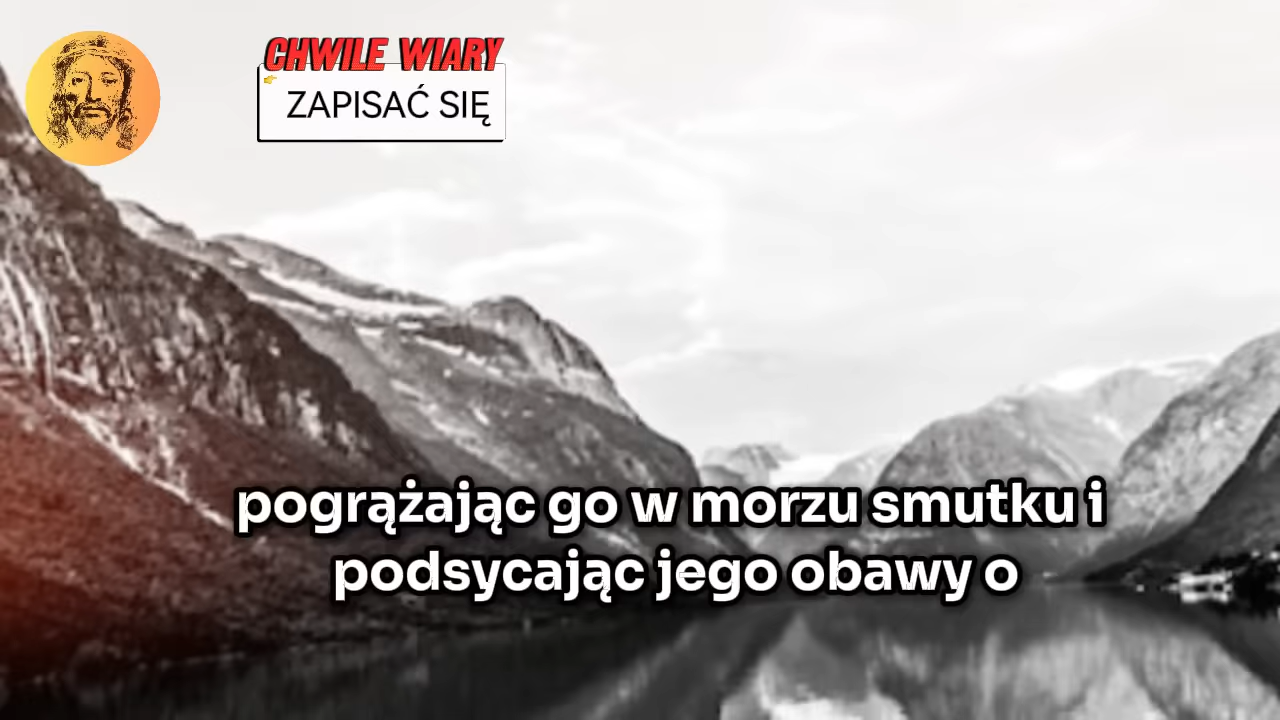 CHWILE WIARY
ZAPISAĆ SIĘ
pogrążając go w morzu smutku i
podsycając jego obawy o